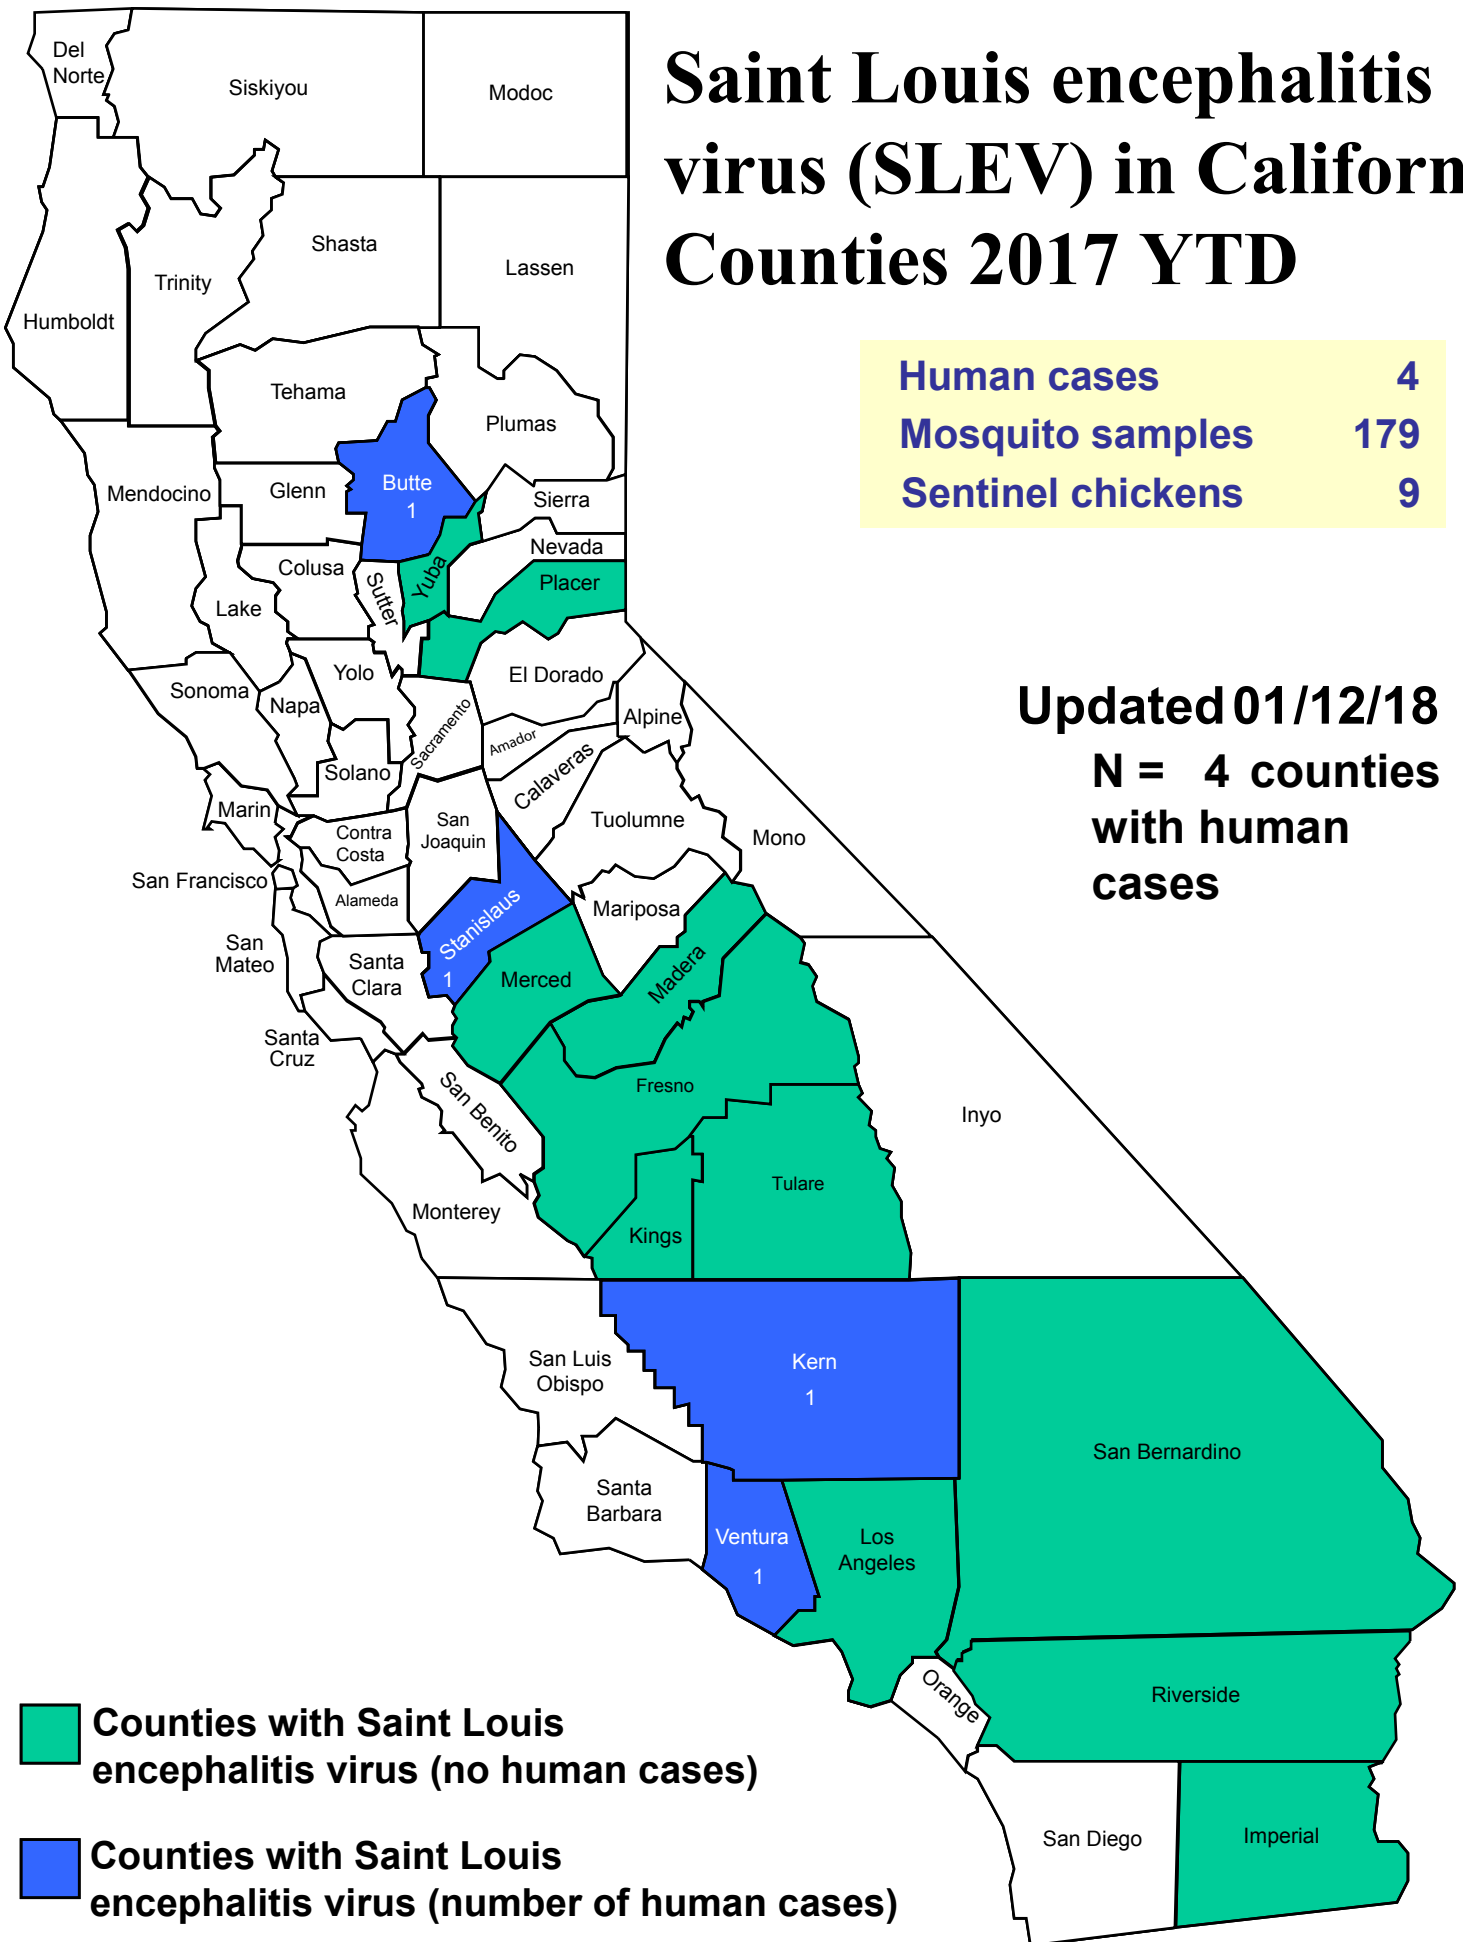 Saint Louis encephalitis
virus (SLEV) in Californ
Counties 2017 YTD
Human cases 4
Mosquito samples 179
Sentinel chickens 9
Updated 01/12/18
N = 4 counties
with human
cases
Del
Norte
Siskiyou
Modoc
Shasta
Lassen
Trinity
Humboldt
Tehama
Plumas
Butte
1
Mendocino
Glenn
Sierra
Nevada
Colusa
Sutter
Yuba
Placer
Lake
Yolo
El Dorado
Sonoma
Napa
Sacramento
Alpine
Amador
Solano
Calaveras
Marin
Contra
Costa
San
Joaquin
Tuolumne
Mono
San Francisco
Alameda
Stanislaus
1
Mariposa
San
Mateo
Santa
Clara
Merced
Madera
Santa
Cruz
San Benito
Fresno
Inyo
Monterey
Kings
Tulare
San Luis
Obispo
Kern
1
San Bernardino
Santa
Barbara
Ventura
1
Los
Angeles
Orange
Riverside
San Diego
Imperial
Counties with Saint Louis
encephalitis virus (no human cases)
Counties with Saint Louis
encephalitis virus (number of human cases)